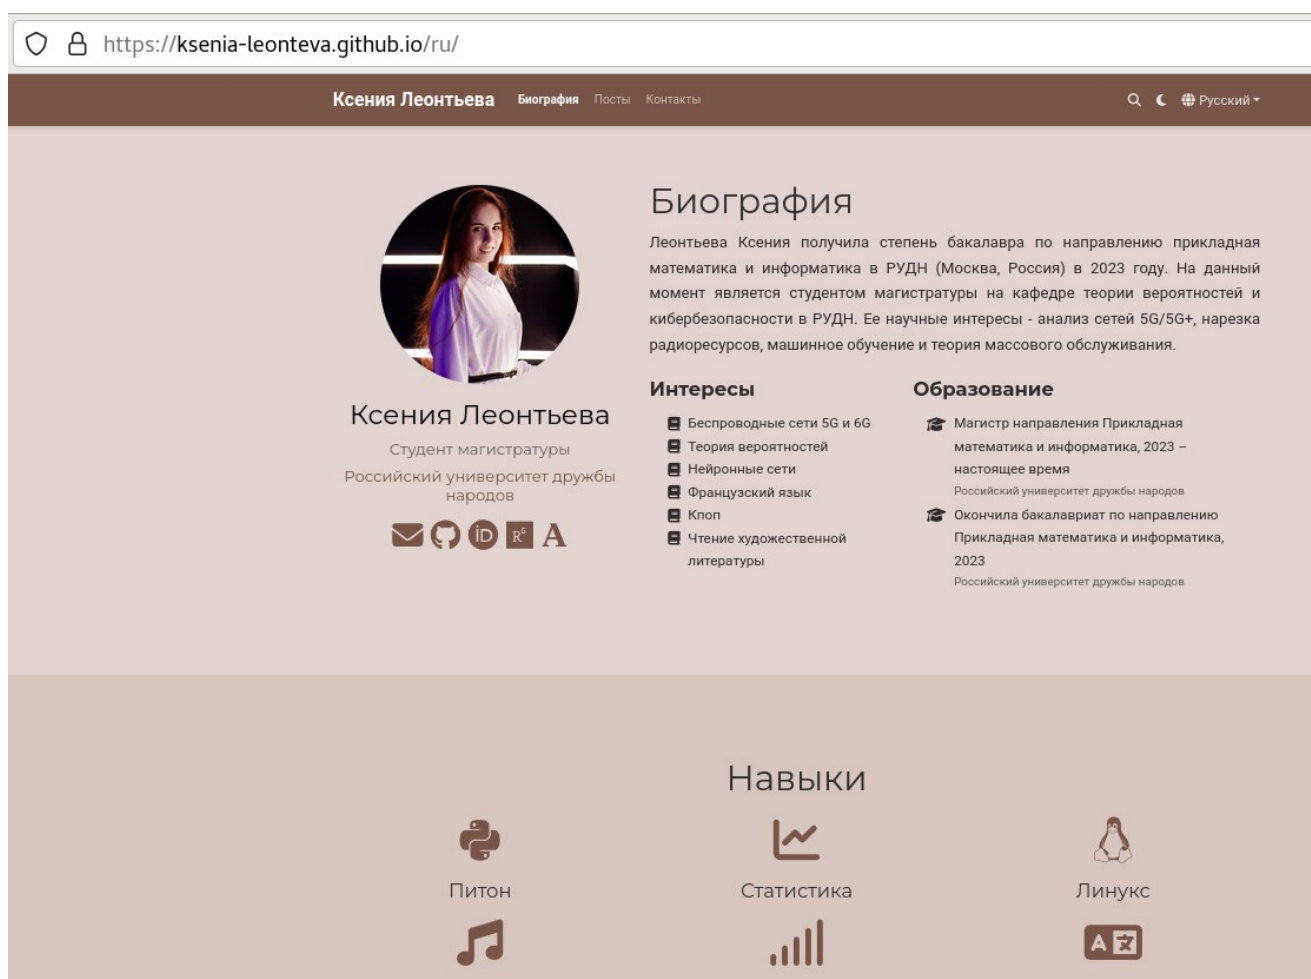 https://ksenia-leonteva.github.io/ru/
Ксения Леонтьева Биография Посты Контакты Русский
Биография
Леонтьева Ксения получила степень бакалавра по направлению прикладная
математика и информатика в РУДН (Москва, Россия) в 2023 году. На данный
момент является студентом магистратуры на кафедре теории вероятностей и
кибербезопасности в РУДН. Ее научные интересы - анализ сетей 5G/5G+, нарезка
радиоресурсов, машинное обучение и теория массового обслуживания.
Ксения Леонтьева
Студент магистратуры
Российский университет дружбы
народов
iD RG A
Интересы
Беспроводные сети 5G и 6G
Теория вероятностей
Нейронные сети
Французский язык
Кпоп
Чтение художественной
литературы
Образование
Магистр направления Прикладная
математика и информатика, 2023 –
настоящее время
Российский университет дружбы народов
Окончила бакалавриат по направлению
Прикладная математика и информатика,
2023
Российский университет дружбы народов
Навыки
Питон
Статистика
Линукс